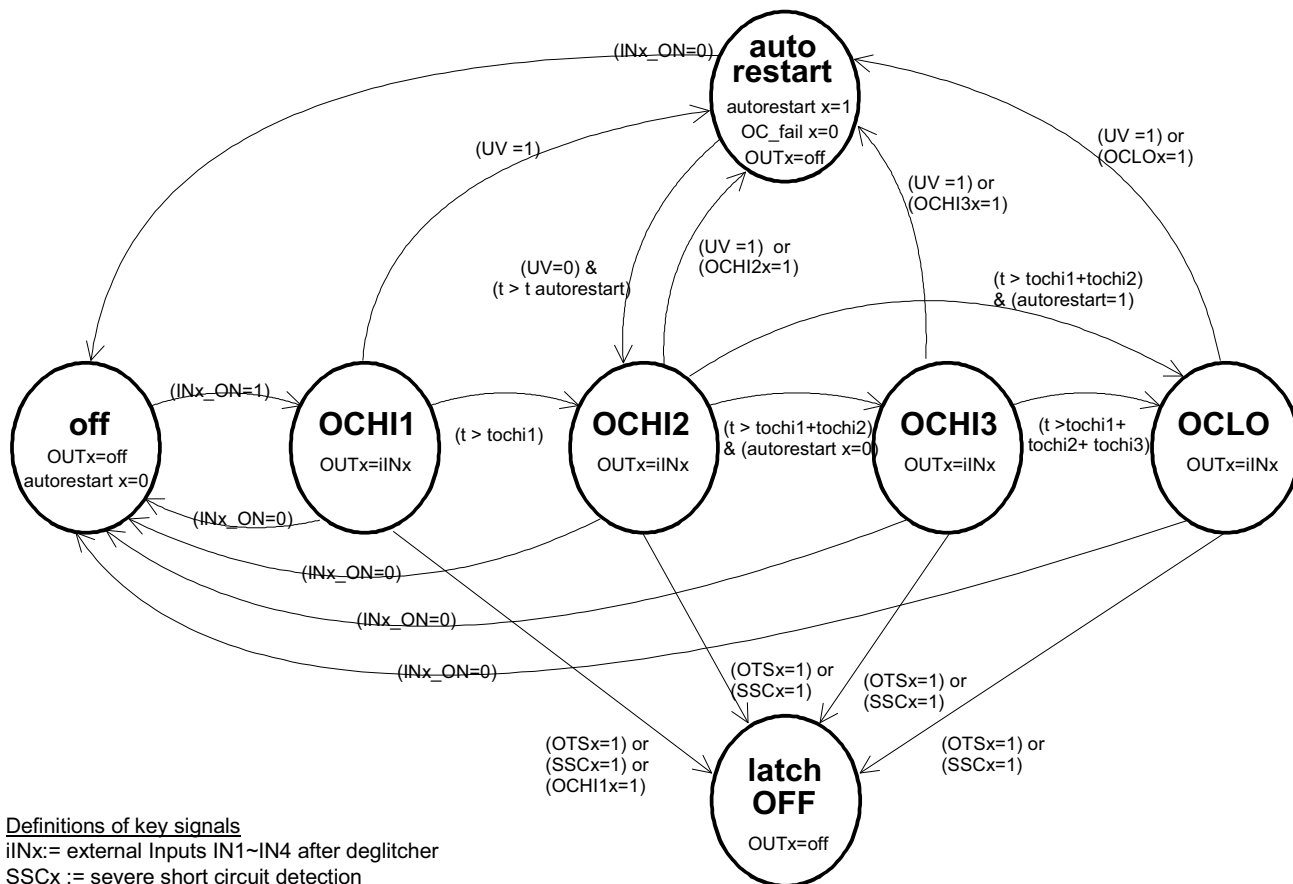 auto
restart
autorestart x=1
OC_fail x=0
OUTx=off
(INx_ON=0)
(UV =1)
(UV =1) or
(OCLOx=1)
(UV =1) or
(OCHI3x=1)
(UV =1) or
(OCHI2x=1)
(UV=0) &
(t > t autorestart)
(t > tochi1+tochi2)
& (autorestart=1)
off
OUTx=off
autorestart x=0
(INx_ON=1)
OCHI1
OUTx=iINx
(t > tochi1)
OCHI2
OUTx=iINx
(t > tochi1+tochi2)
& (autorestart x=0)
OCHI3
OUTx=iINx
(t >tochi1+
tochi2+ tochi3)
OCLO
OUTx=iINx
(INx_ON=0)
(INx_ON=0)
(INx_ON=0)
(INx_ON=0)
(OTSx=1) or
(SSCx=1) or
(OCHI1x=1)
(OTSx=1) or
(SSCx=1)
(OTSx=1) or
(SSCx=1)
(OTSx=1) or
(SSCx=1)
latch
OFF
OUTx=off
Definitions of key signals
iINx:= external Inputs IN1~IN4 after deglitcher
SSCx := severe short circuit detection